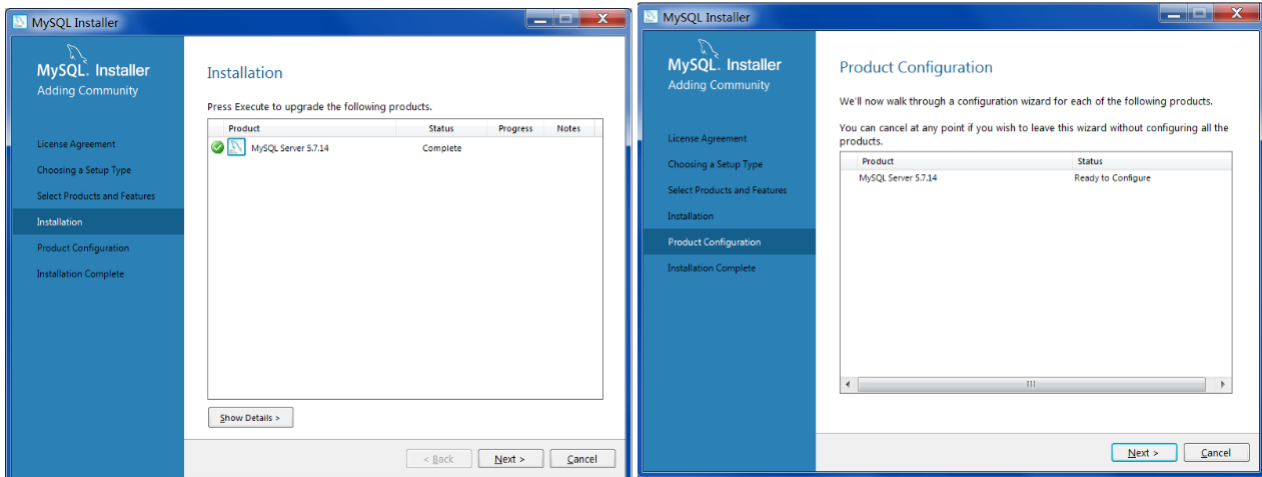 MySQL Installer
MySQL. Installer
Adding Community
License Agreement
Choosing a Setup Type
Select Products and Features
Installation
Product Configuration
Installation Complete
Installation
Press Execute to upgrade the following products.
Product Status Progress Notes
MySQL Server 5.7.14 Complete
Show Details >
< Back Next > Cancel
MySQL Installer
MySQL. Installer
Adding Community
License Agreement
Choosing a Setup Type
Select Products and Features
Installation
Product Configuration
Installation Complete
Product Configuration
We'll now walk through a configuration wizard for each of the following products.
You can cancel at any point if you wish to leave this wizard without configuring all the
products.
Product Status
MySQL Server 5.7.14 Ready to Configure
Next > Cancel